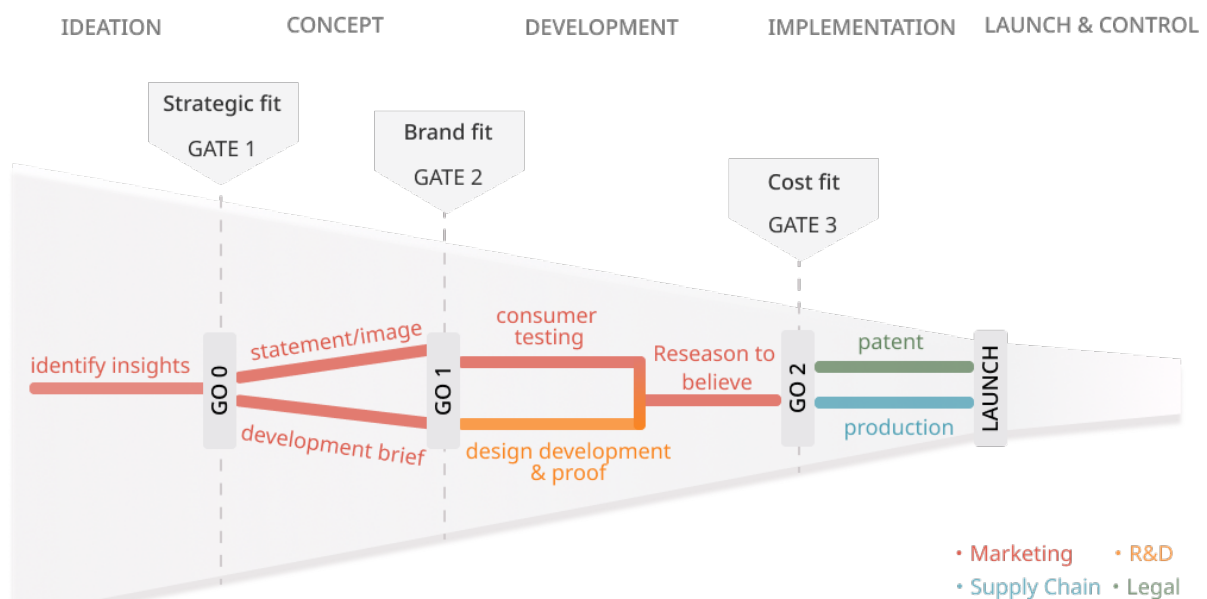 IDEATION
CONCEPT
DEVELOPMENT
IMPLEMENTATION
LAUNCH & CONTROL
Strategic fit
GATE 1
Brand fit
GATE 2
Cost fit
GATE 3
identify insights
GO 0
statement/image
development brief
GO 1
consumer
testing
design development
& proof
Reseason to
believe
GO 2
patent
production
LAUNCH
• Marketing
• R&D
• Supply Chain
• Legal